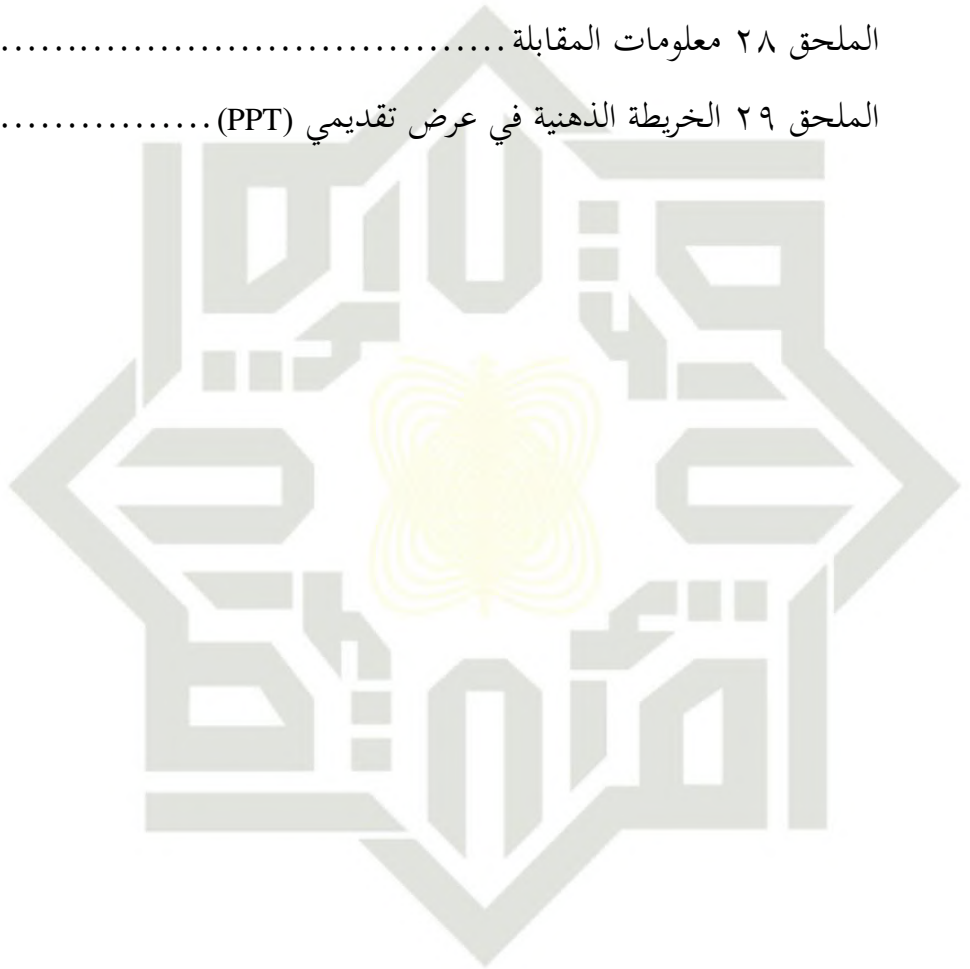 الملحق ٢٨ معلومات المقابلة.....................................
الملحق ٢٩ الخريطة الذهنية في عرض تقديمي (PPT)................